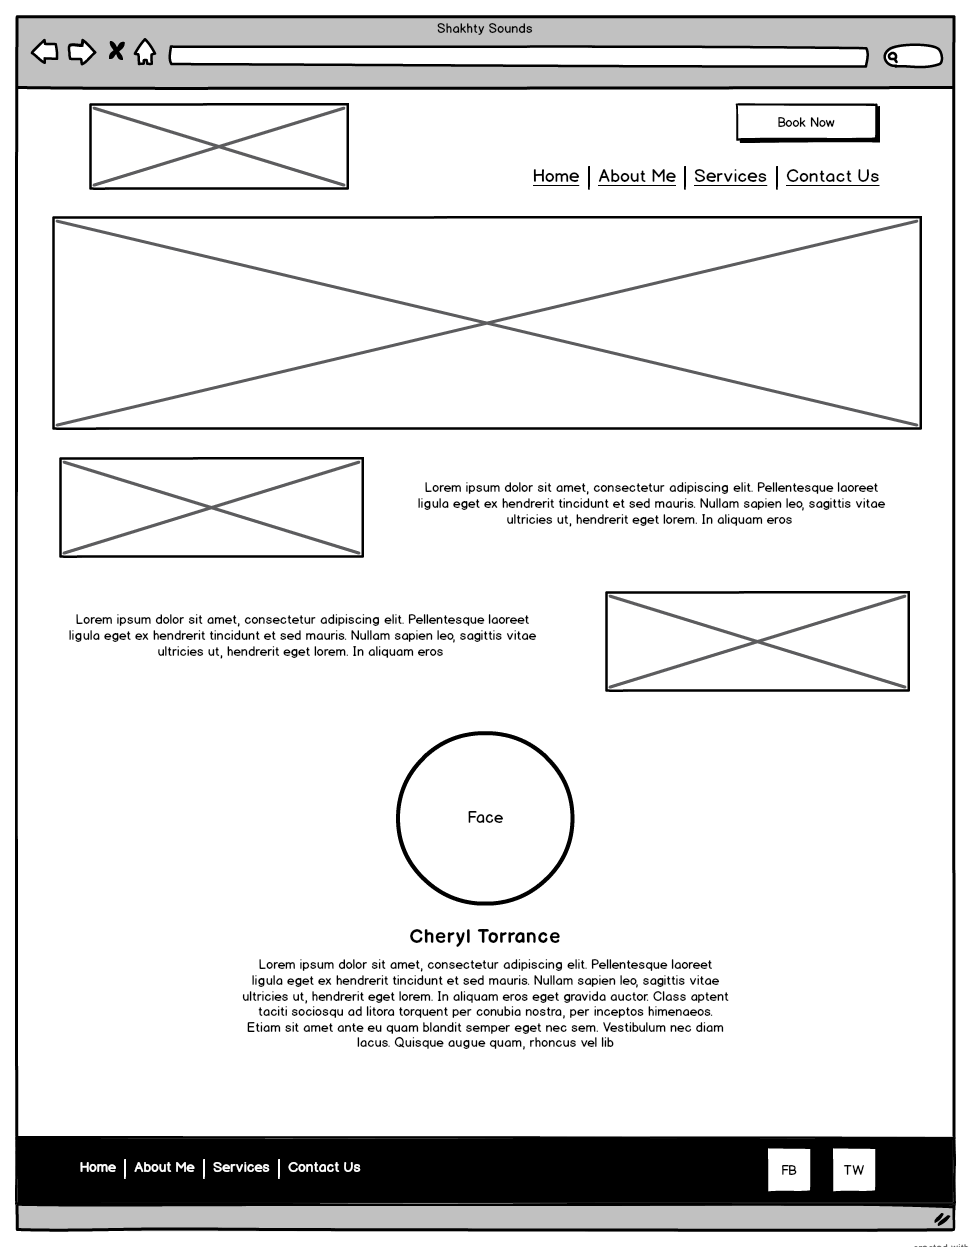 Shakhty Sounds
Book Now
Home | About Me | Services | Contact Us
Lorem ipsum dolor sit amet, consectetur adipiscing elit. Pellentesque laoreet
ligula eget ex hendrerit tincidunt et sed mauris. Nullam sapien leo, sagittis vitae
ultricies ut, hendrerit eget lorem. In aliquam eros
Lorem ipsum dolor sit amet, consectetur adipiscing elit. Pellentesque laoreet
ligula eget ex hendrerit tincidunt et sed mauris. Nullam sapien leo, sagittis vitae
ultricies ut, hendrerit eget lorem. In aliquam eros
Face
Cheryl Torrance
Lorem ipsum dolor sit amet, consectetur adipiscing elit. Pellentesque laoreet
ligula eget ex hendrerit tincidunt et sed mauris. Nullam sapien leo, sagittis vitae
ultricies ut, hendrerit eget lorem. In aliquam eros eget gravida auctor. Class aptent
taciti sociosqu ad litora torquent per conubia nostra, per inceptos himenaeos.
Etiam sit amet ante eu quam blandit semper eget nec sem. Vestibulum nec diam
lacus. Quisque augue quam, rhoncus vel lib
Home | About Me | Services | Contact Us
FB
TW